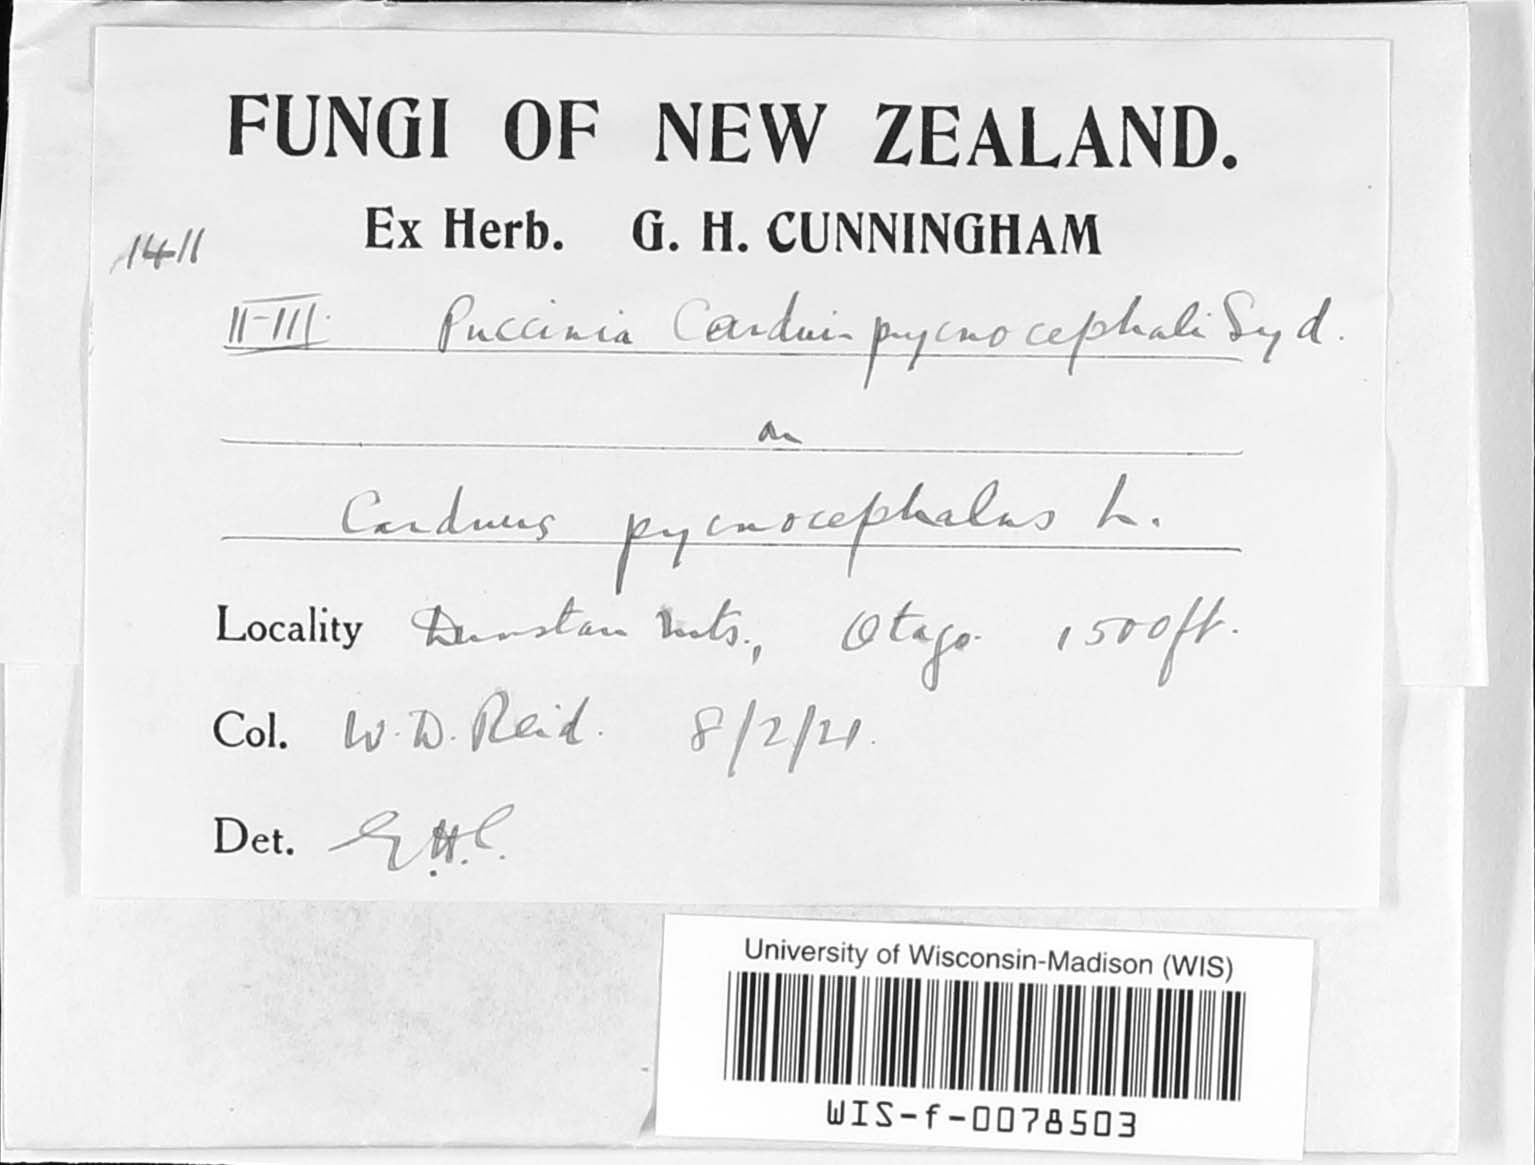 FUNGI OF NEW ZEALAND.
Ex Herb. G. H. CUNNINGHAM
1411
II-III. Puccinia Cardui-pycnocephali Syd.
on
Carduus pycnocephalus L.
Locality Dunstan Mts., Otago. 1500ft.
Col. W. D. Reid. 8/2/21.
Det. G.H.C.
University of Wisconsin-Madison (WIS)
WIS-f-0078503